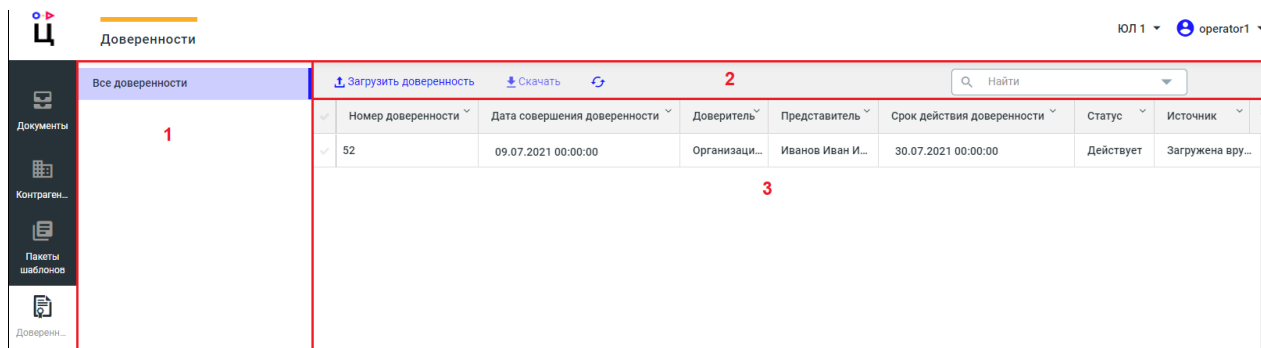 ц
Доверенности
ЮЛ 1
operator1
Документы
Контраген...
Пакеты
шаблонов
Доверенн...
Все доверенности
1
Загрузить доверенность
Скачать
2
Найти
Номер доверенности
Дата совершения доверенности
Доверитель
Представитель
Срок действия доверенности
Статус
Источник
52
09.07.2021 00:00:00
Организаци...
Иванов Иван И...
30.07.2021 00:00:00
Действует
Загружена вру...
3